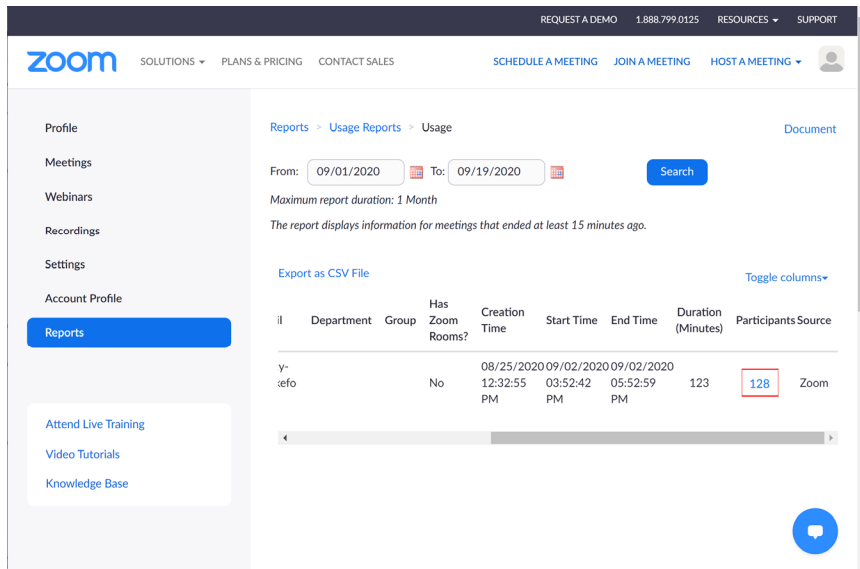 REQUEST A DEMO 1.888.799.0125 RESOURCES SUPPORT
zoom SOLUTIONS PLANS & PRICING CONTACT SALES SCHEDULE A MEETING JOIN A MEETING HOST A MEETING
Profile
Meetings
Webinars
Recordings
Settings
Account Profile
Reports
Attend Live Training
Video Tutorials
Knowledge Base
Reports > Usage Reports > Usage Document
From: 09/01/2020 To: 09/19/2020 Search
Maximum report duration: 1 Month
The report displays information for meetings that ended at least 15 minutes ago.
Export as CSV File Toggle columns
il Department Group Has Zoom Rooms? Creation Time Start Time End Time Duration (Minutes) Participants Source
y- 08/25/2020 09/02/2020 09/02/2020
No 12:32:55 03:52:42 05:52:59 123 128 Zoom
PM PM PM